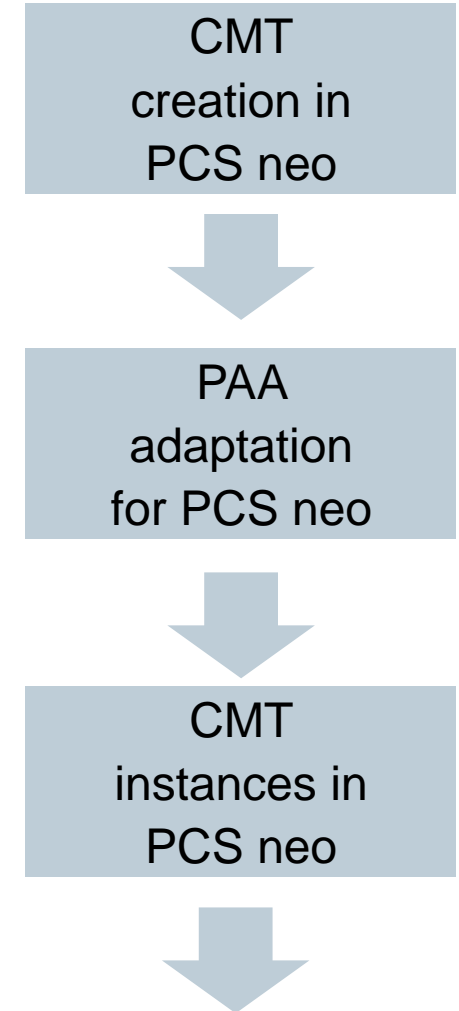 CMT
creation in
PCS neo
PAA
adaptation
for PCS neo
CMT
instances in
PCS neo